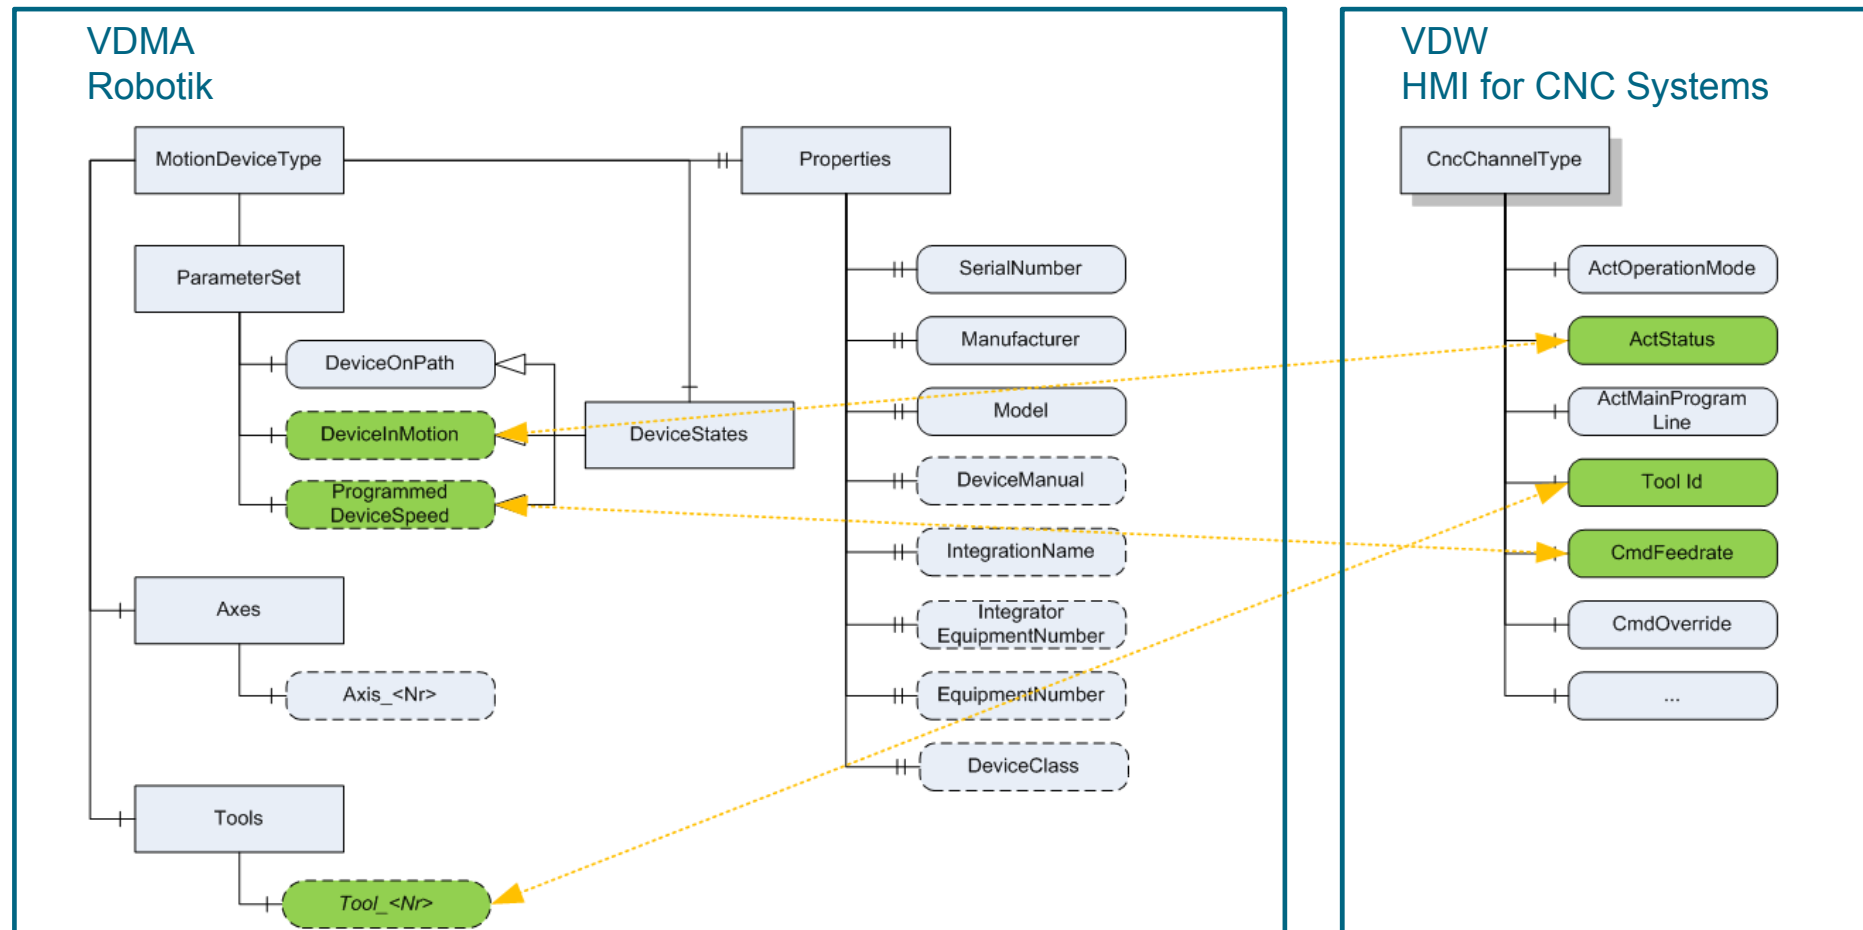 VDMA
Robotik
MotionDeviceType
ParameterSet
DeviceOnPath
DeviceInMotion
Programmed
DeviceSpeed
DeviceStates
Axes
Axis_<Nr>
Tools
Tool_<Nr>
Properties
SerialNumber
Manufacturer
Model
DeviceManual
IntegrationName
Integrator
EquipmentNumber
EquipmentNumber
DeviceClass
VDW
HMI for CNC Systems
CncChannelType
ActOperationMode
ActStatus
ActMainProgram
Line
Tool Id
CmdFeedrate
CmdOverride
...